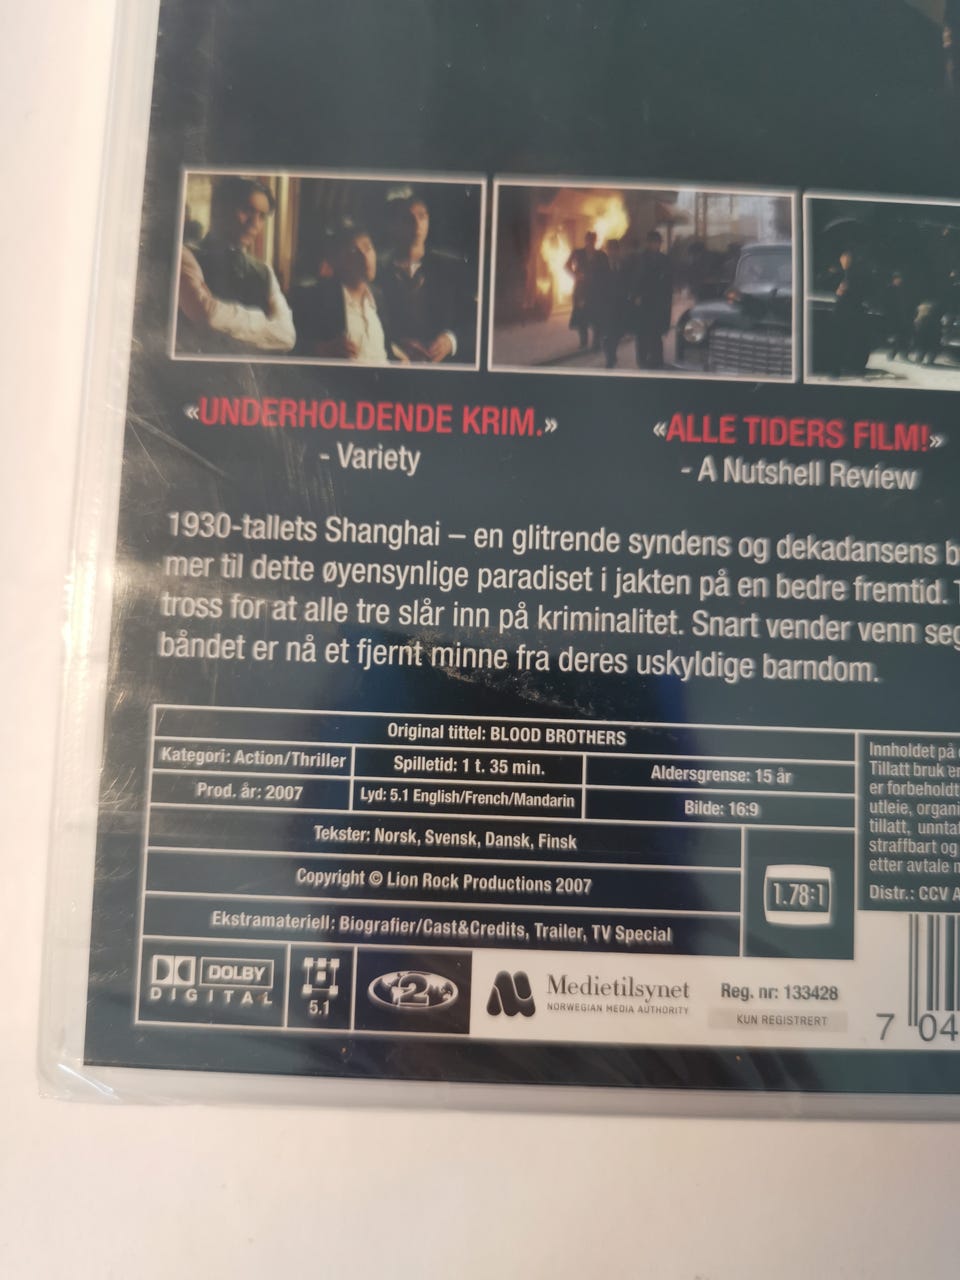 «UNDERHOLDENDE KRIM.»
- Variety
«ALLE TIDERS FILM!»
- A Nutshell Review
1930-tallets Shanghai – en glitrende syndens og dekadansens b
mer til dette øyensynlige paradiset i jakten på en bedre fremtid.
tross for at alle tre slår inn på kriminalitet. Snart vender venn seg
båndet er nå et fjernt minne fra deres uskyldige barndom.
Original tittel: BLOOD BROTHERS
Kategori: Action/Thriller
Spilletid: 1 t. 35 min.
Aldersgrense: 15 år
Prod. år: 2007
Lyd: 5.1 English/French/Mandarin
Bilde: 16:9
Tekster: Norsk, Svensk, Dansk, Finsk
Copyright © Lion Rock Productions 2007
Ekstramateriell: Biografier/Cast&Credits, Trailer, TV Special
1.78:1
Innholdet på
Tillatt bruk er
er forbeholdt
utleie, organi
tillatt, unntat
straffbart og
etter avtale
Distr.: CCV A
DOLBY
DIGITAL
5.1
2
Medietilsynet
NORWEGIAN MEDIA AUTHORITY
Reg. nr: 133428
KUN REGISTRERT
7 04